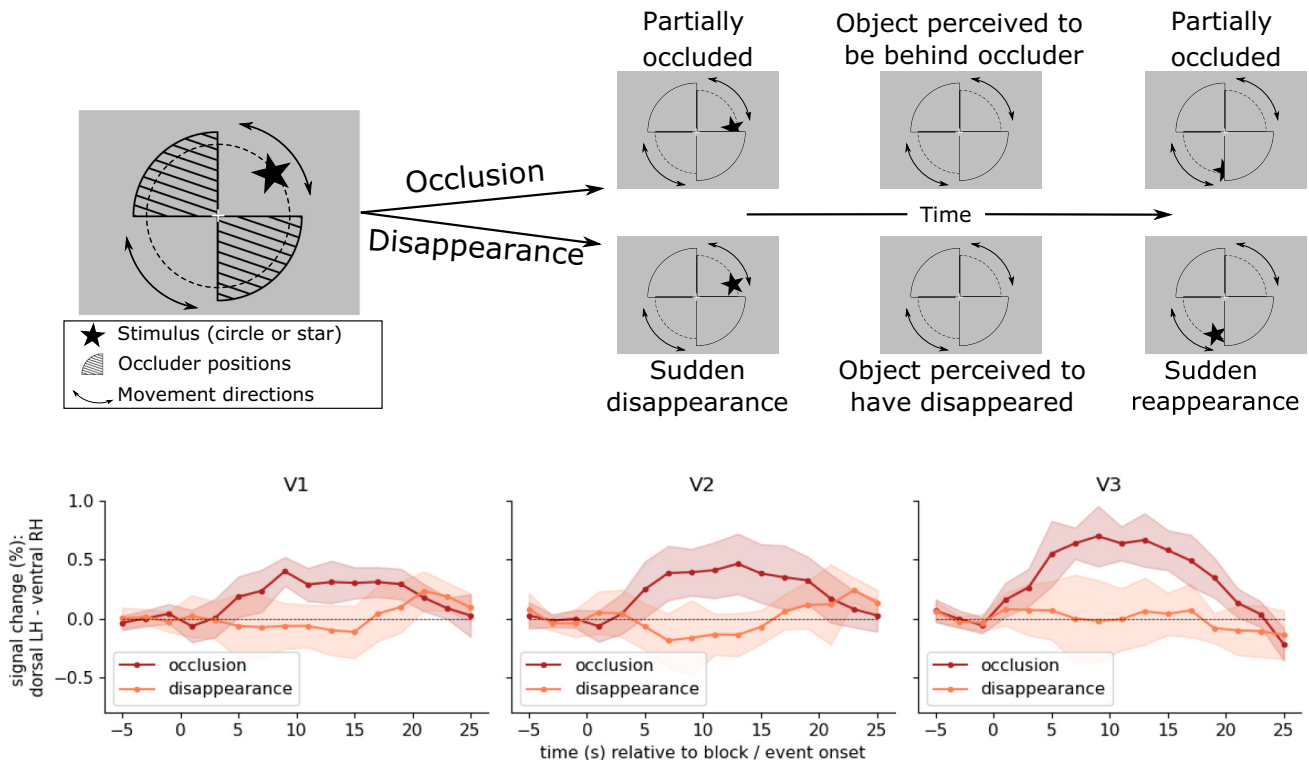 Partially
occluded
Object perceived to
be behind occluder
Partially
occluded
Occlusion
Disappearance
Time
Stimulus (circle or star)
Occluder positions
Movement directions
Sudden
disappearance
Object perceived to
have disappeared
Sudden
reappearance
V1
V2
V3
signal change (%):
dorsal LH - ventral RH
1.0
0.5
0.0
−0.5
occlusion
disappearance
occlusion
disappearance
occlusion
disappearance
−5 0 5 10 15 20 25
−5 0 5 10 15 20 25
−5 0 5 10 15 20 25
time (s) relative to block / event onset